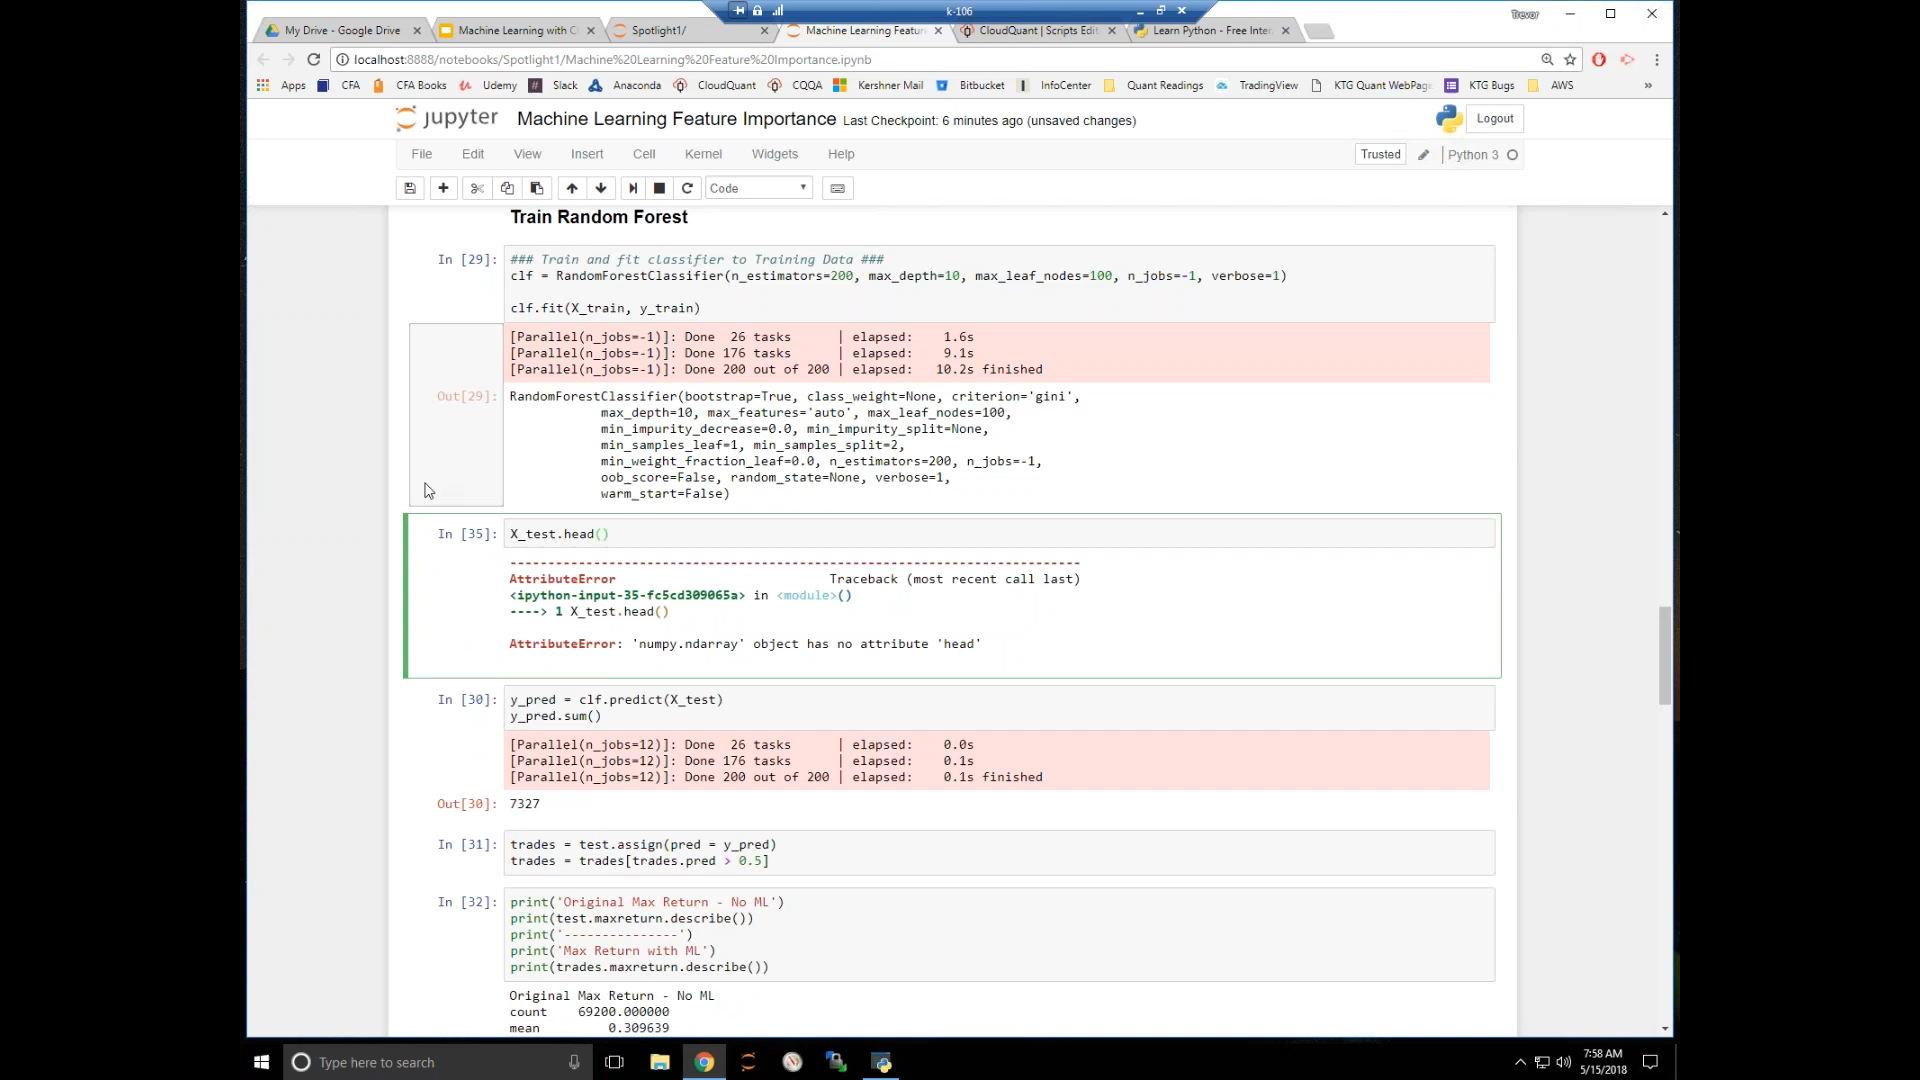 k-106
Trevor
My Drive - Google Drive
Machine Learning with C
Spotlight1/
Machine Learning Featur
CloudQuant | Scripts Edit
Learn Python - Free Inter
localhost:8888/notebooks/Spotlight1/Machine%20Learning%20Feature%20Importance.ipynb
Apps CFA CFA Books Udemy Slack Anaconda CloudQuant CQQA Kershner Mail Bitbucket InfoCenter Quant Readings TradingView KTG Quant WebPag KTG Bugs AWS »
jupyter Machine Learning Feature Importance Last Checkpoint: 6 minutes ago (unsaved changes) Logout
File Edit View Insert Cell Kernel Widgets Help Trusted Python 3
Code
Train Random Forest
In [29]: ### Train and fit classifier to Training Data ###
clf = RandomForestClassifier(n_estimators=200, max_depth=10, max_leaf_nodes=100, n_jobs=-1, verbose=1)
clf.fit(X_train, y_train)
[Parallel(n_jobs=-1)]: Done 26 tasks | elapsed: 1.6s
[Parallel(n_jobs=-1)]: Done 176 tasks | elapsed: 9.1s
[Parallel(n_jobs=-1)]: Done 200 out of 200 | elapsed: 10.2s finished
Out[29]: RandomForestClassifier(bootstrap=True, class_weight=None, criterion='gini',
max_depth=10, max_features='auto', max_leaf_nodes=100,
min_impurity_decrease=0.0, min_impurity_split=None,
min_samples_leaf=1, min_samples_split=2,
min_weight_fraction_leaf=0.0, n_estimators=200, n_jobs=-1,
oob_score=False, random_state=None, verbose=1,
warm_start=False)
In [35]: X_test.head()
---------------------------------------------------------------------------
AttributeError Traceback (most recent call last)
<ipython-input-35-fc5cd309065a> in <module>()
----> 1 X_test.head()
AttributeError: 'numpy.ndarray' object has no attribute 'head'
In [30]: y_pred = clf.predict(X_test)
y_pred.sum()
[Parallel(n_jobs=12)]: Done 26 tasks | elapsed: 0.0s
[Parallel(n_jobs=12)]: Done 176 tasks | elapsed: 0.1s
[Parallel(n_jobs=12)]: Done 200 out of 200 | elapsed: 0.1s finished
Out[30]: 7327
In [31]: trades = test.assign(pred = y_pred)
trades = trades[trades.pred > 0.5]
In [32]: print('Original Max Return - No ML')
print(test.maxreturn.describe())
print('---------------')
print('Max Return with ML')
print(trades.maxreturn.describe())
Original Max Return - No ML
count 69200.000000
mean 0.309639
Type here to search
7:58 AM
5/15/2018